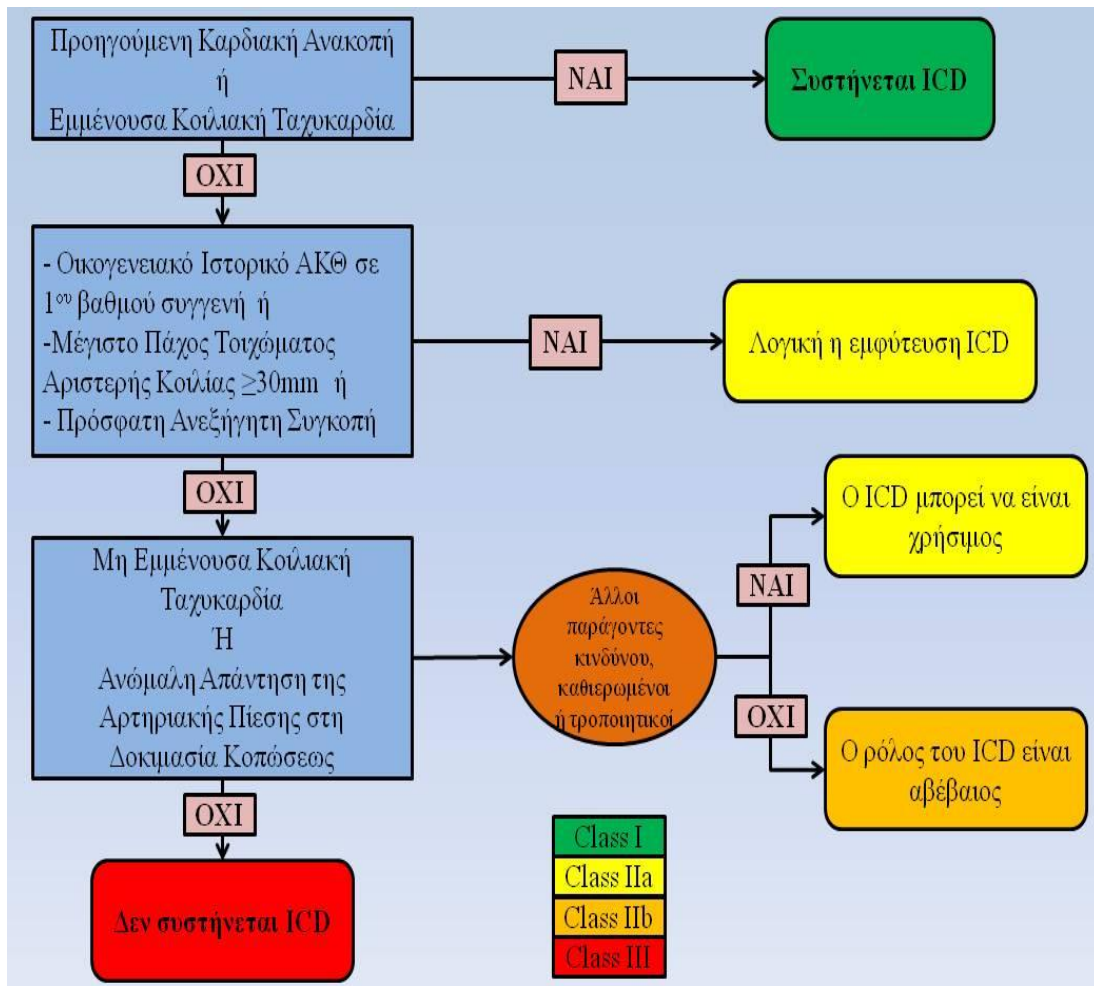 Προηγούμενη Καρδιακή Ανακοπή
ή
Εμμένουσα Κοιλιακή Ταχυκαρδία
ΝΑΙ
Συστήνεται ICD
ΟΧΙ
- Οικογενειακό Ιστορικό ΑΚΘ σε
1ου βαθμού συγγενή ή
-Μέγιστο Πάχος Τοιχώματος
Αριστερής Κοιλίας ≥30mm ή
- Πρόσφατη Ανεξήγητη Συγκοπή
ΝΑΙ
Λογική η εμφύτευση ICD
ΟΧΙ
Μη Εμμένουσα Κοιλιακή
Ταχυκαρδία
Ή
Ανώμαλη Απάντηση της
Αρτηριακής Πίεσης στη
Δοκιμασία Κοπώσεως
Άλλοι
παράγοντες
κινδύνου,
καθιερωμένοι
ή τροποιητικοί
ΝΑΙ
Ο ICD μπορεί να είναι
χρήσιμος
ΟΧΙ
Ο ρόλος του ICD είναι
αβέβαιος
ΟΧΙ
Δεν συστήνεται ICD
Class I
Class IIa
Class IIb
Class III